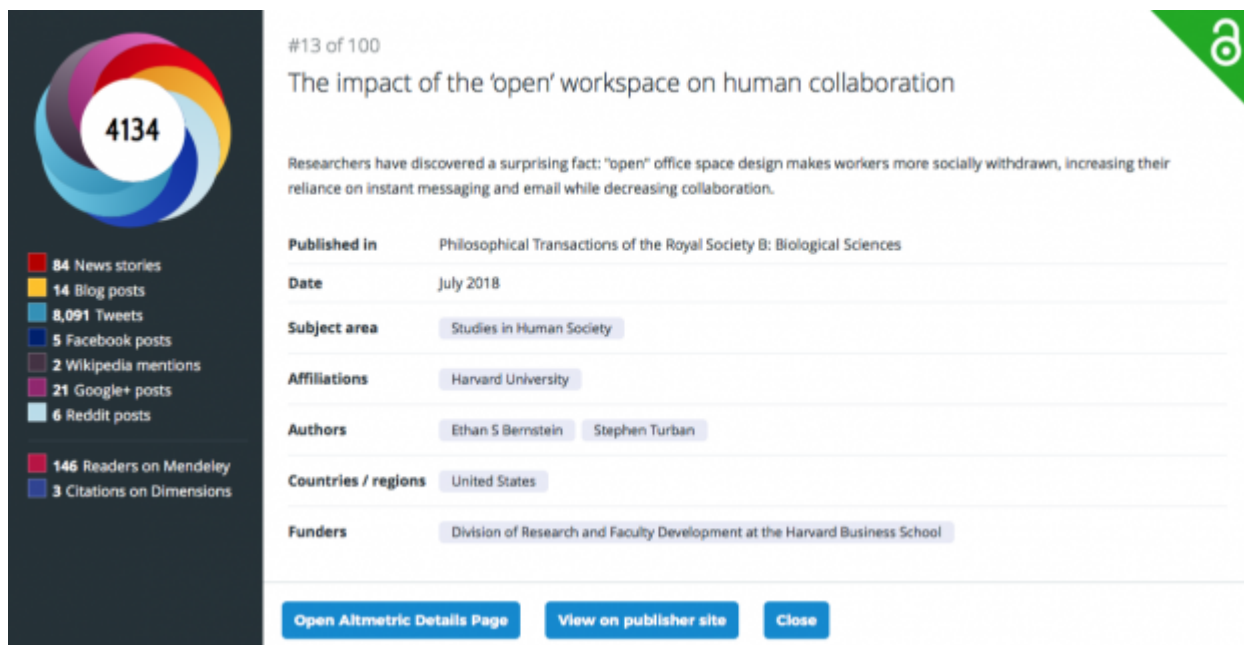 4134
84 News stories
14 Blog posts
8,091 Tweets
5 Facebook posts
2 Wikipedia mentions
21 Google+ posts
6 Reddit posts
146 Readers on Mendeley
3 Citations on Dimensions
#13 of 100
The impact of the ‘open’ workspace on human collaboration
Researchers have discovered a surprising fact: "open" office space design makes workers more socially withdrawn, increasing their
reliance on instant messaging and email while decreasing collaboration.
Published in Philosophical Transactions of the Royal Society B: Biological Sciences
Date July 2018
Subject area Studies in Human Society
Affiliations Harvard University
Authors Ethan S Bernstein Stephen Turban
Countries / regions United States
Funders Division of Research and Faculty Development at the Harvard Business School
Open Altmetric Details Page View on publisher site Close